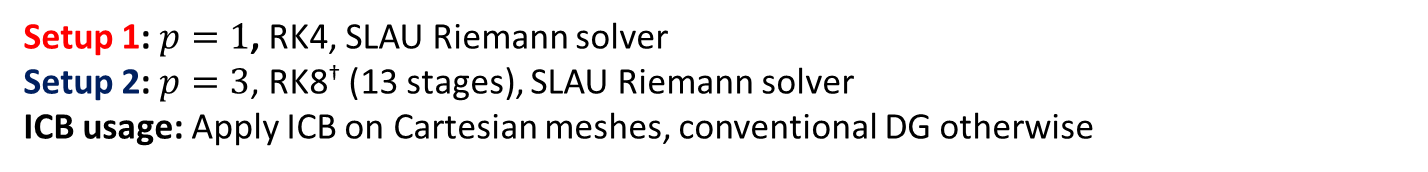 Setup 1: p = 1, RK4, SLAU Riemann solver
Setup 2: p = 3, RK8† (13 stages), SLAU Riemann solver
ICB usage: Apply ICB on Cartesian meshes, conventional DG otherwise